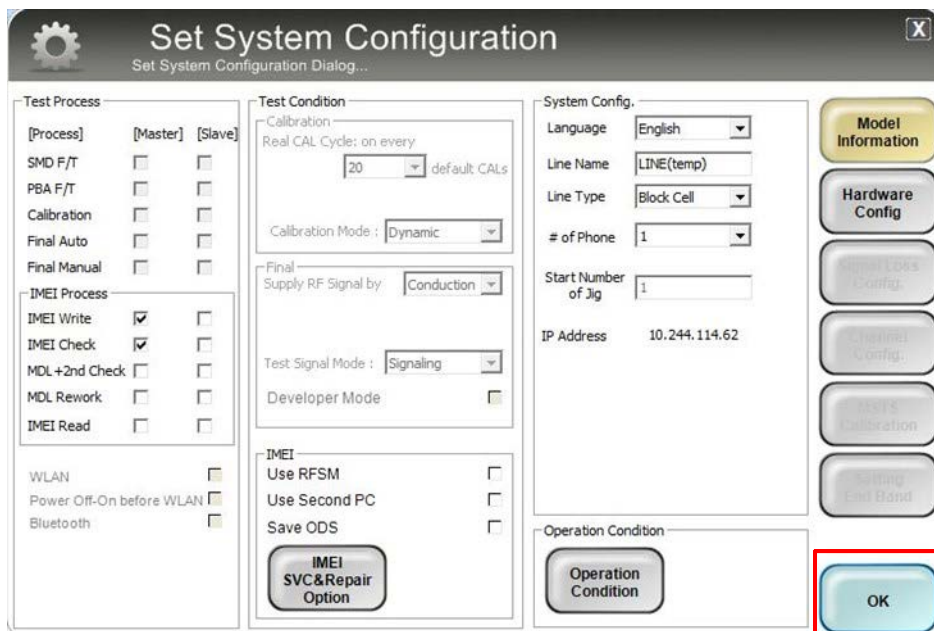 Set System Configuration
X
Set System Configuration Dialog...
Test Process
[Process] [Master] [Slave]
SMD F/T
PBA F/T
Calibration
Final Auto
Final Manual
IMEI Process
IMEI Write
IMEI Check
MDL+2nd Check
MDL Rework
IMEI Read
WLAN
Power Off-On before WLAN
Bluetooth
Test Condition
Calibration
Real CAL Cycle: on every
20 default CALs
Calibration Mode : Dynamic
Final
Supply RF Signal by Conduction
Test Signal Mode : Signaling
Developer Mode
IMEI
Use RFSM
Use Second PC
Save ODS
IMEI
SVC&Repair
Option
System Config.
Language English
Line Name LINE(temp)
Line Type Block Cell
# of Phone 1
Start Number
of Jig 1
IP Address 10.244.114.62
Operation Condition
Operation
Condition
Model
Information
Hardware
Config
Signal Loss
Config.
Channel
Config.
Calibration
Setting
End Band
OK